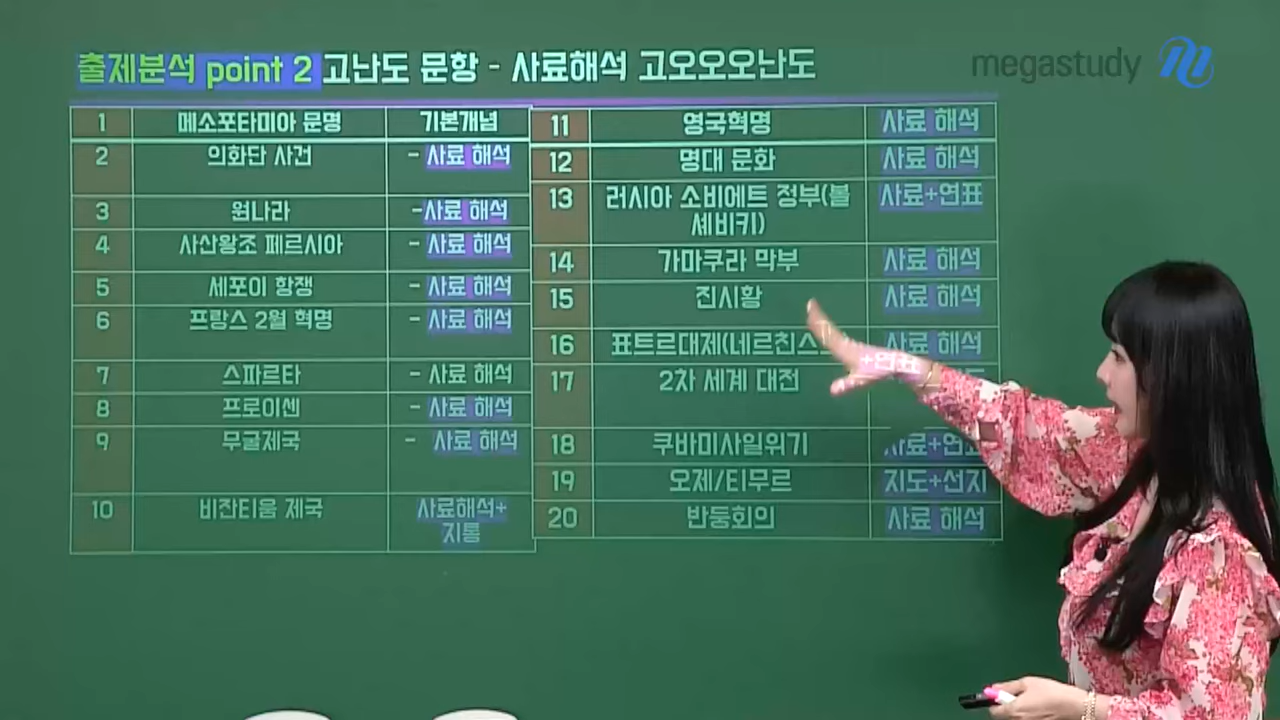 출제분석 point 2 고난도 문항 - 사료해석 고오오오난도
megastudy
1 메소포타미아 문명 기본개념
2 의화단 사건 - 사료 해석
3 원나라 -사료 해석
4 사산왕조 페르시아 - 사료 해석
5 세포이 항쟁 - 사료 해석
6 프랑스 2월 혁명 - 사료 해석
7 스파르타 - 사료 해석
8 프로이센 - 사료 해석
9 무굴제국 - 사료 해석
10 비잔티움 제국 사료해석+
지통
11 영국혁명 사료 해석
12 명대 문화 사료 해석
13 러시아 소비에트 정부(볼 사료+연표
셰비키)
14 가마쿠라 막부 사료 해석
15 진시황 사료 해석
16 표트르대제(네르친스 사료 해석
+연표
17 2차 세계 대전
18 쿠바미사일위기 사료+연표
19 오제/티무르 지도+선지
20 반둥회의 사료 해석